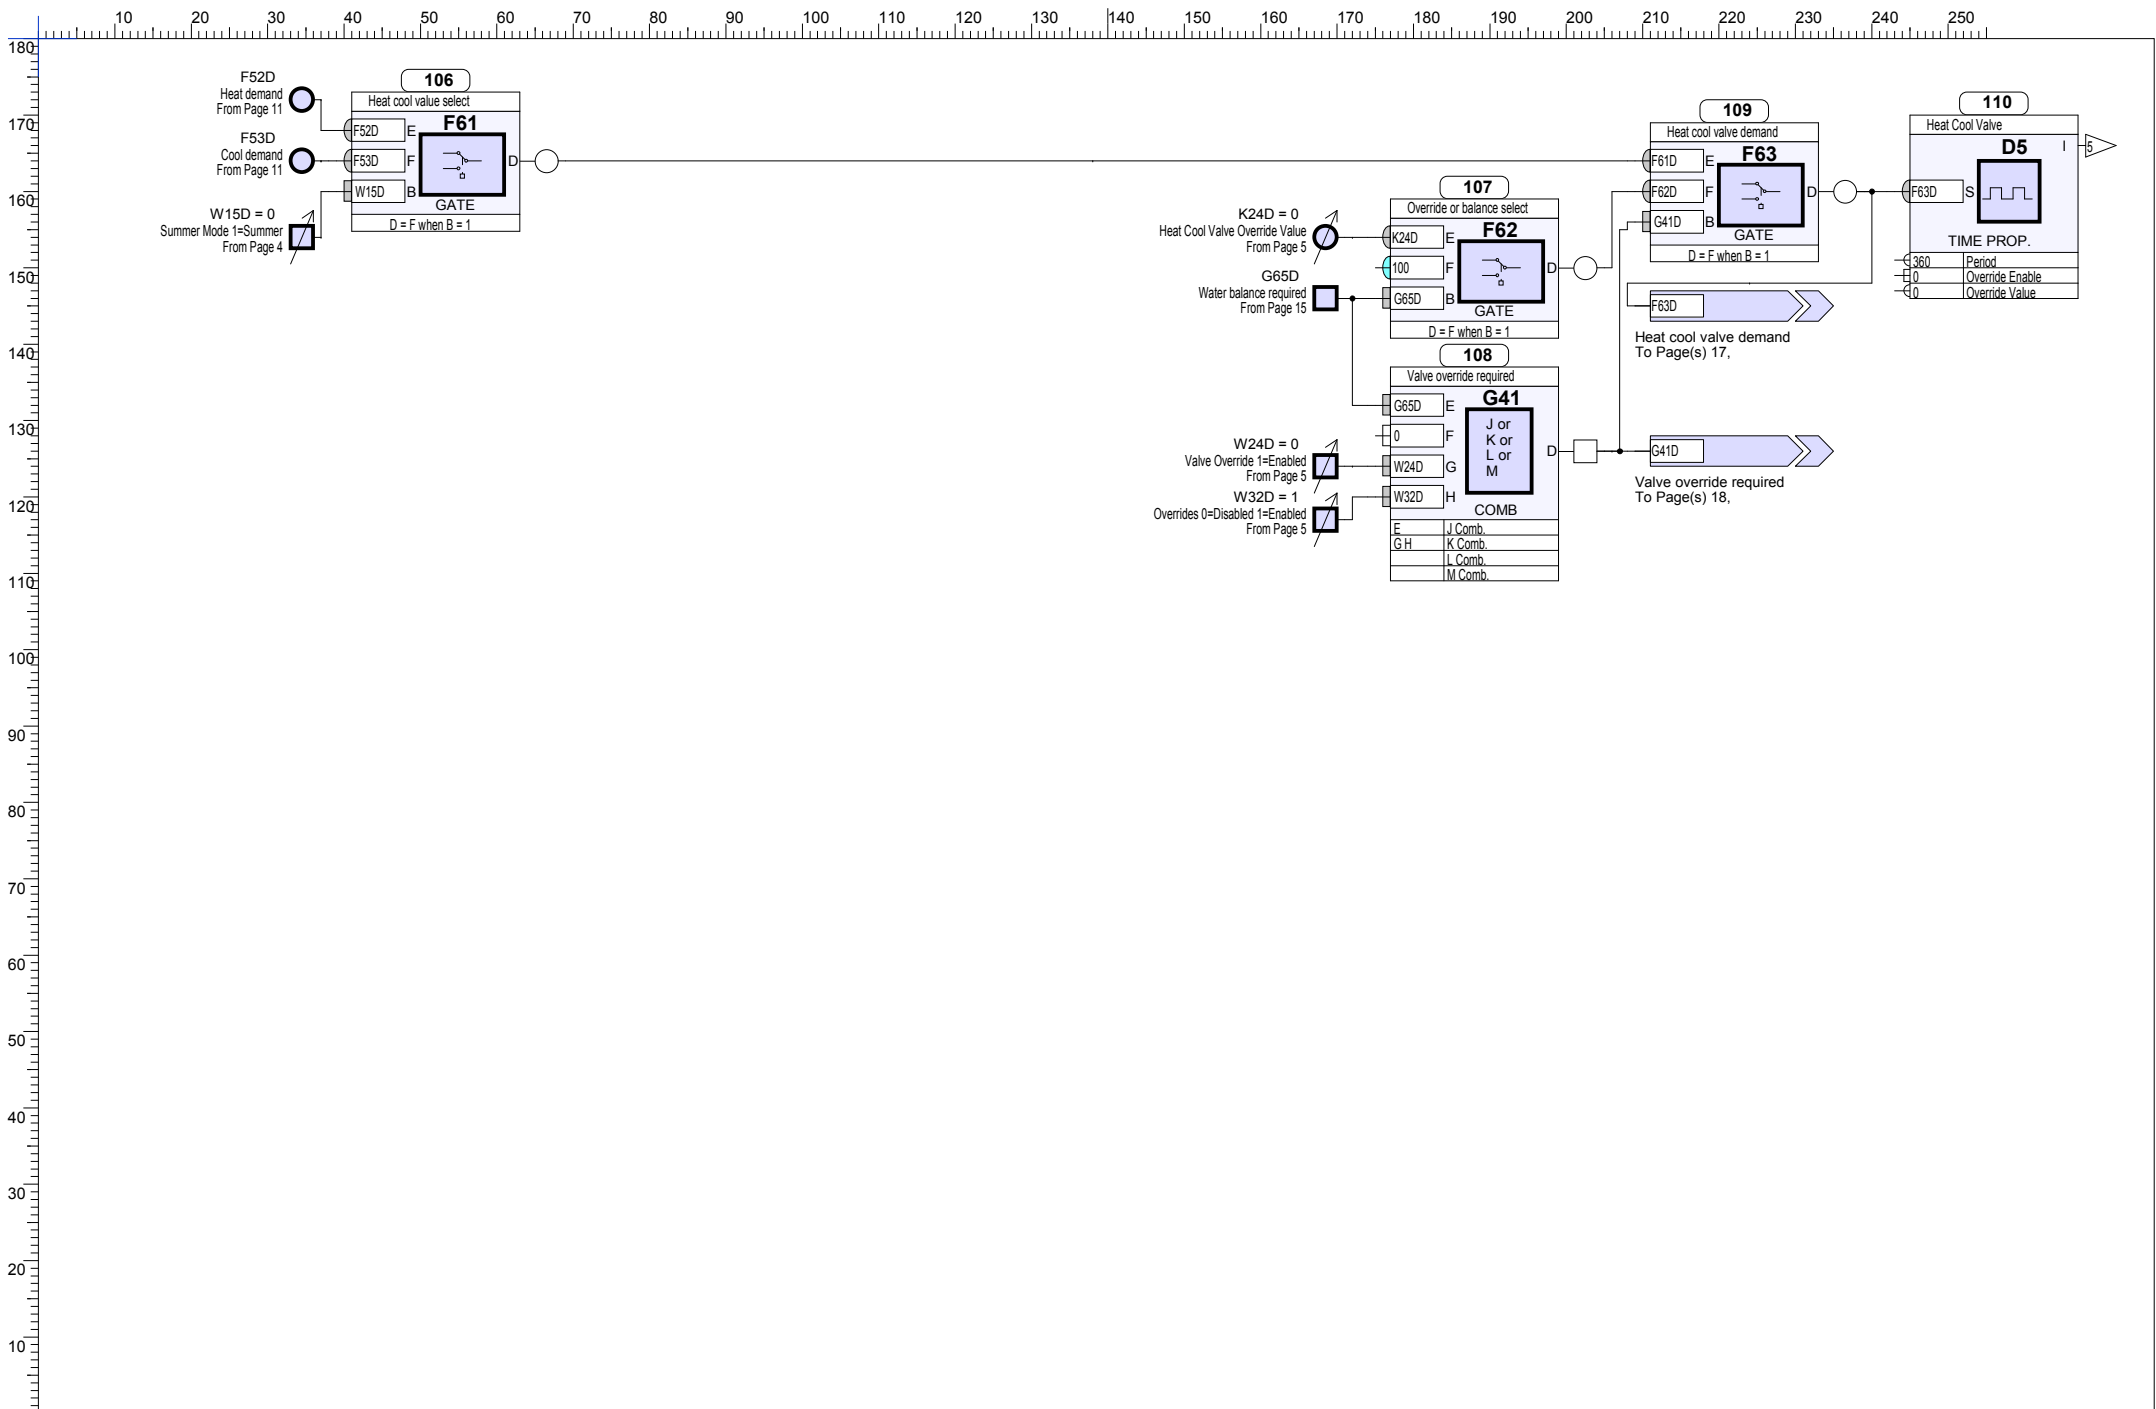 10 20 30 40 50 60 70 80 90 100 110 120 130 140 150 160 170 180 190 200 210 220 230 240 250
180
170
160
150
140
130
120
110
100
90
80
70
60
50
40
30
20
10
F52D
Heat demand
From Page 11
F53D
Cool demand
From Page 11
W15D = 0
Summer Mode 1=Summer
From Page 4
106
Heat cool value select
F61
F52D E
F53D F
W15D B
D
GATE
D = F when B = 1
K24D = 0
Heat Cool Valve Override Value
From Page 5
G65D
Water balance required
From Page 15
107
Override or balance select
F62
K24D E
100 F
G65D B
D
GATE
D = F when B = 1
W24D = 0
Valve Override 1=Enabled
From Page 5
W32D = 1
Overrides 0=Disabled 1=Enabled
From Page 5
108
Valve override required
G41
G65D E
0 F
W24D G
W32D H
J or
K or
L or
M
D
COMB
E J Comb.
G H K Comb.
L Comb.
M Comb.
109
Heat cool valve demand
F63
F61D E
F62D F
G41D B
D
GATE
D = F when B = 1
F63D
Heat cool valve demand
To Page(s) 17,
G41D
Valve override required
To Page(s) 18,
110
Heat Cool Valve
D5
I 5
F63D S
TIME PROP.
360 Period
0 Override Enable
0 Override Value